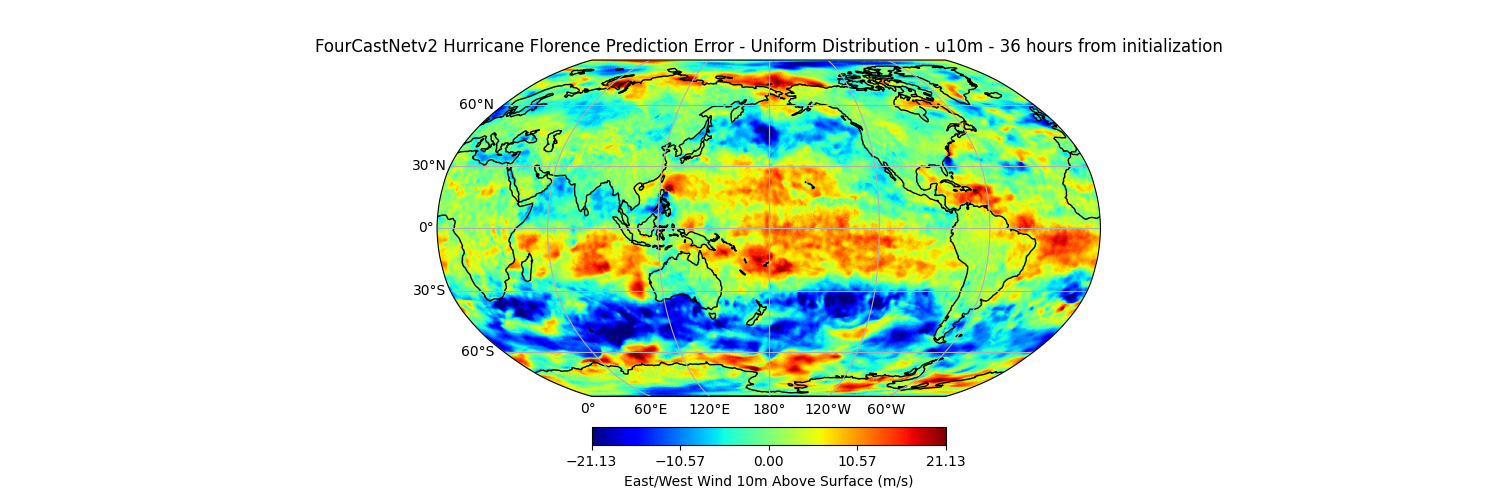 FourCastNetv2 Hurricane Florence Prediction Error - Uniform Distribution - u10m - 36 hours from initialization
60°N
30°N
0°
30°S
60°S
0° 60°E 120°E 180° 120°W 60°W
−21.13 −10.57 0.00 10.57 21.13
East/West Wind 10m Above Surface (m/s)